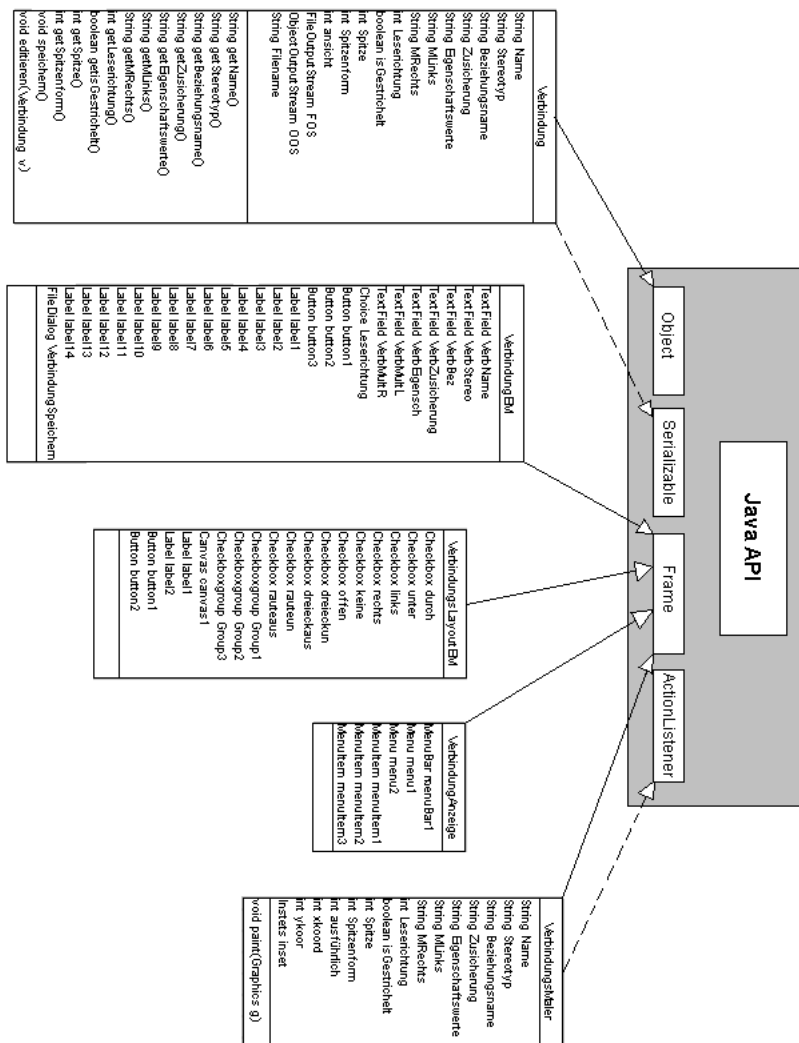 Java API
Object
Serializable
Frame
ActionListener
Verbindung
String Name
String Stereotyp
String Beziehungsname
String Zusicherung
String Eigenschaftswerte
String MLinks
String MRechts
int Leserichtung
boolean isGestrichelt
int Spitze
int Spitzenform
int ansicht
FileOutputStream FOS
ObjectOutputStream OOS
String Filename
String getName()
String getStereotyp()
String getBeziehungsname()
String getZusicherung()
String getEigenschaftswerte()
String getMLinks()
String getMRechts()
int getLeserichtung()
boolean getisGestrichelt()
int getSpitze()
int getSpitzenform()
void speichern()
void editieren(Verbindung v)
VerbindungEM
TextField VerbName
TextField VerbStereo
TextField VerbBez
TextField VerbZusicherung
TextField VerbEigensch
TextField VerbMultL
TextField VerbMultR
Choice Leserichtung
Button button1
Button button2
Button button3
Label label1
Label label2
Label label3
Label label4
Label label5
Label label6
Label label7
Label label8
Label label9
Label label10
Label label11
Label label12
Label label13
Label label14
FileDialog VerbindungSpeichern
VerbindungsLayoutEM
Checkbox durch
Checkbox unter
Checkbox links
Checkbox rechts
Checkbox keine
Checkbox offen
Checkbox dreieckun
Checkbox dreieckaus
Checkbox rauteun
Checkbox rauteaus
Checkboxgroup Group1
Checkboxgroup Group2
Checkboxgroup Group3
Canvas canvas1
Label label1
Label label2
Button button1
Button button2
VerbindungAnzeige
MenuBar menuBar1
Menu menu1
Menu menu2
MenuItem menuItem1
MenuItem menuItem2
MenuItem menuItem3
VerbindungsMaler
String Name
String Stereotyp
String Beziehungsname
String Zusicherung
String Eigenschaftswerte
String MLinks
String MRechts
int Leserichtung
boolean isGestrichelt
int Spitze
int Spitzenform
int ausführlich
int xkoord
int ykoor
Instets inset
void paint(Graphics g)